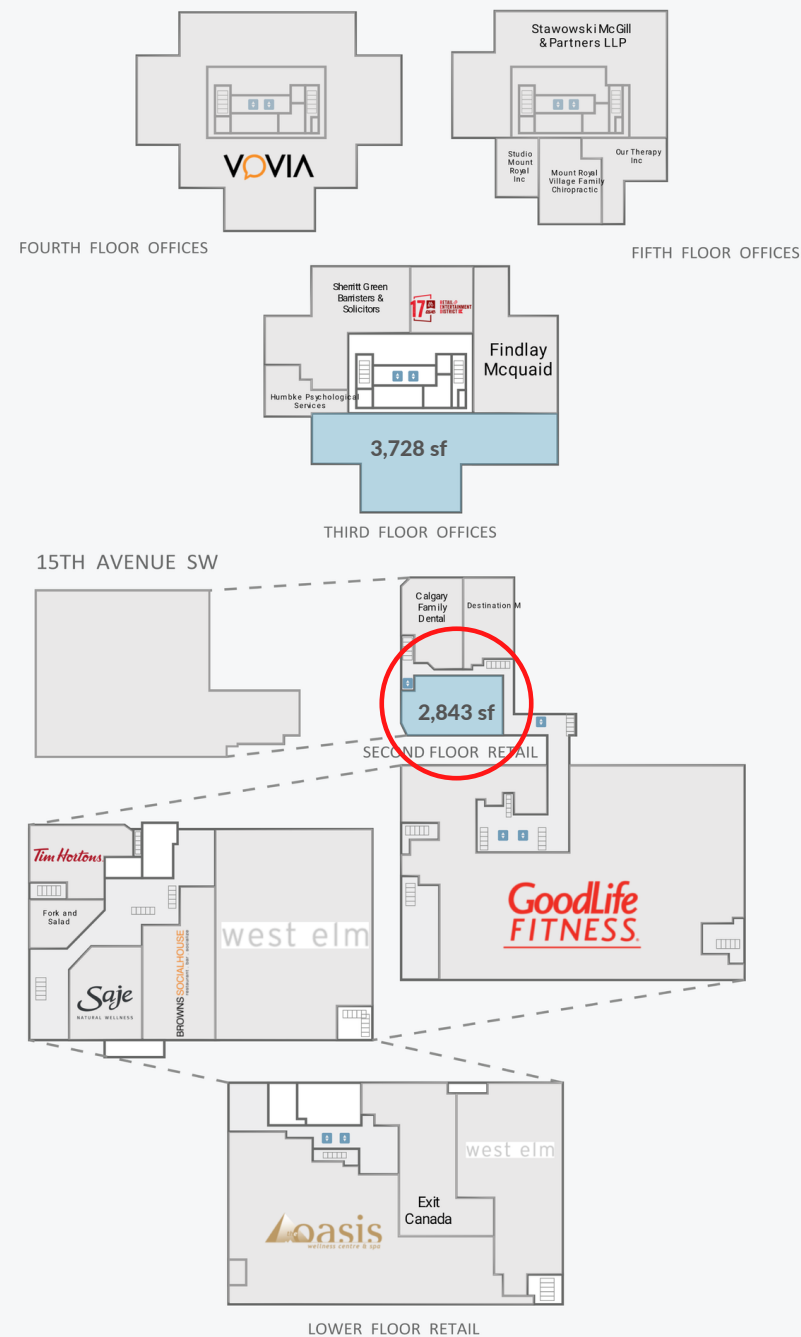 Stawowski McGill
& Partners LLP
VOVIA
Studio
Mount
Royal
Inc
Mount Royal
Village Family
Chiropractic
Our Therapy
Inc
FOURTH FLOOR OFFICES
FIFTH FLOOR OFFICES
Sherritt Green
Barristers &
Solicitors
17
RETAIL &
ENTERTAINMENT
DISTRICT
Findlay
Mcquaid
Humbke Psychological
Services
3,728 sf
THIRD FLOOR OFFICES
15TH AVENUE SW
Calgary
Family
Dental
Destination M
2,843 sf
SECOND FLOOR RETAIL
Tim Hortons
Fork and
Salad
west elm
GoodLife
FITNESS
Saje
NATURAL WELLNESS
BROWNS SOCIALHOUSE
west elm
Exit
Canada
oasis
wellness centre & spa
LOWER FLOOR RETAIL